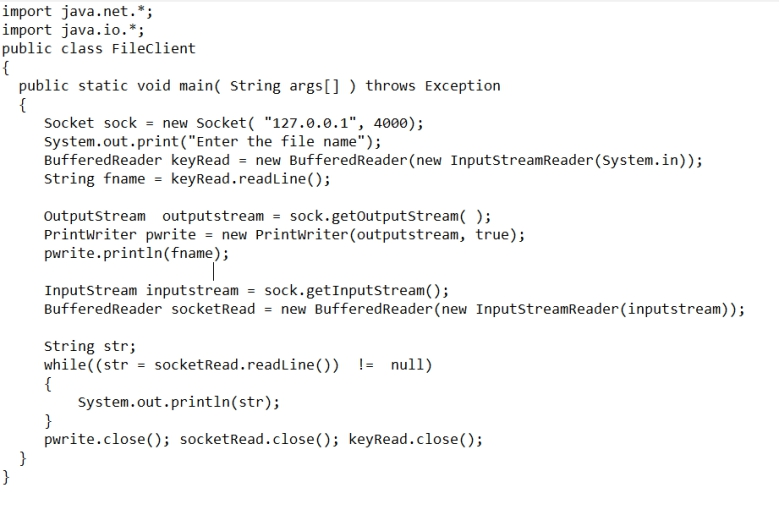 import java.net.*;
import java.io.*;
public class FileClient
{
  public static void main( String args[] ) throws Exception
  {
     Socket sock = new Socket( "127.0.0.1", 4000);
     System.out.print("Enter the file name");
     BufferedReader keyRead = new BufferedReader(new InputStreamReader(System.in));
     String fname = keyRead.readLine();

     OutputStream  outputstream = sock.getOutputStream( );
     PrintWriter pwrite = new PrintWriter(outputstream, true);
     pwrite.println(fname);

     InputStream inputstream = sock.getInputStream();
     BufferedReader socketRead = new BufferedReader(new InputStreamReader(inputstream));

     String str;
     while((str = socketRead.readLine())  !=  null)
     {
         System.out.println(str);
     }
     pwrite.close(); socketRead.close(); keyRead.close();
  }
}